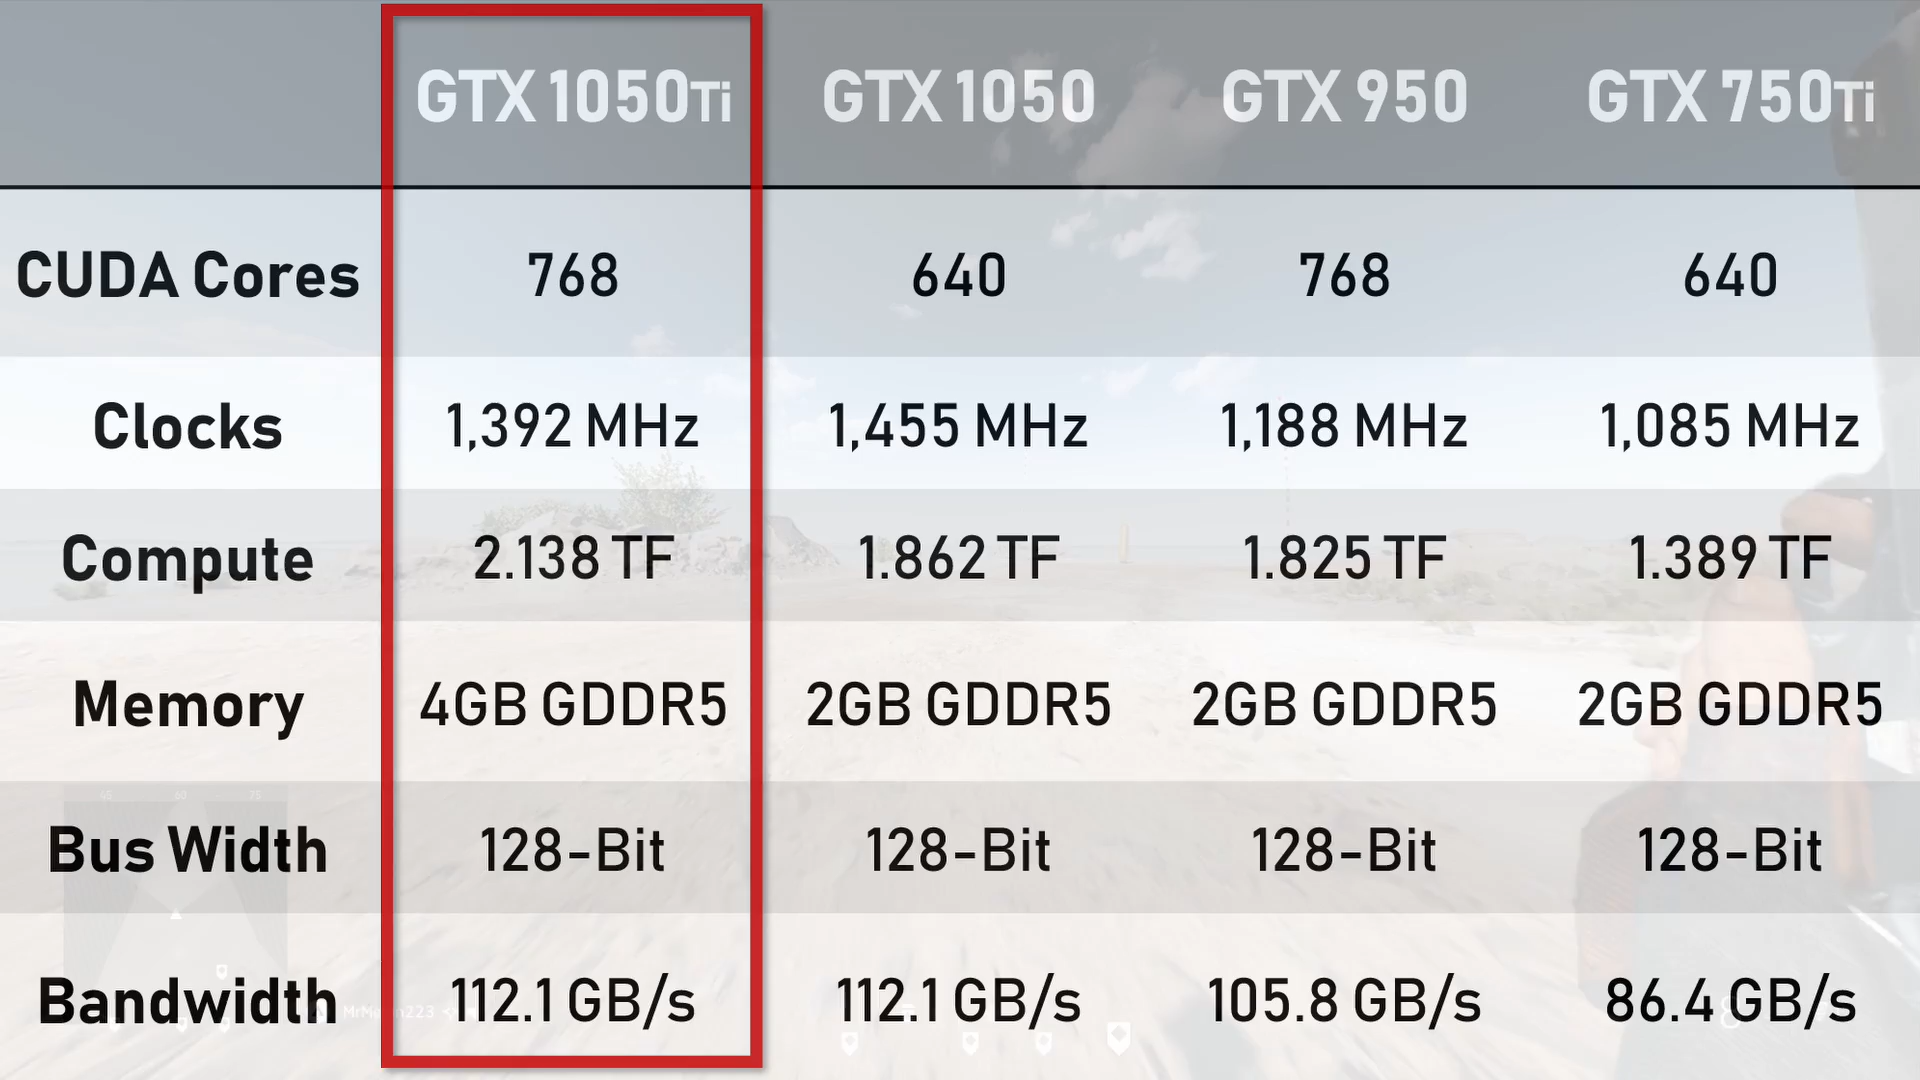 GTX 1050Ti GTX 1050 GTX 950 GTX 750Ti
CUDA Cores 768 640 768 640
Clocks 1,392 MHz 1,455 MHz 1,188 MHz 1,085 MHz
Compute 2.138 TF 1.862 TF 1.825 TF 1.389 TF
Memory 4GB GDDR5 2GB GDDR5 2GB GDDR5 2GB GDDR5
45 60 75
Bus Width 128-Bit 128-Bit 128-Bit 128-Bit
Bandwidth 112.1 GB/s 112.1 GB/s 105.8 GB/s 86.4 GB/s